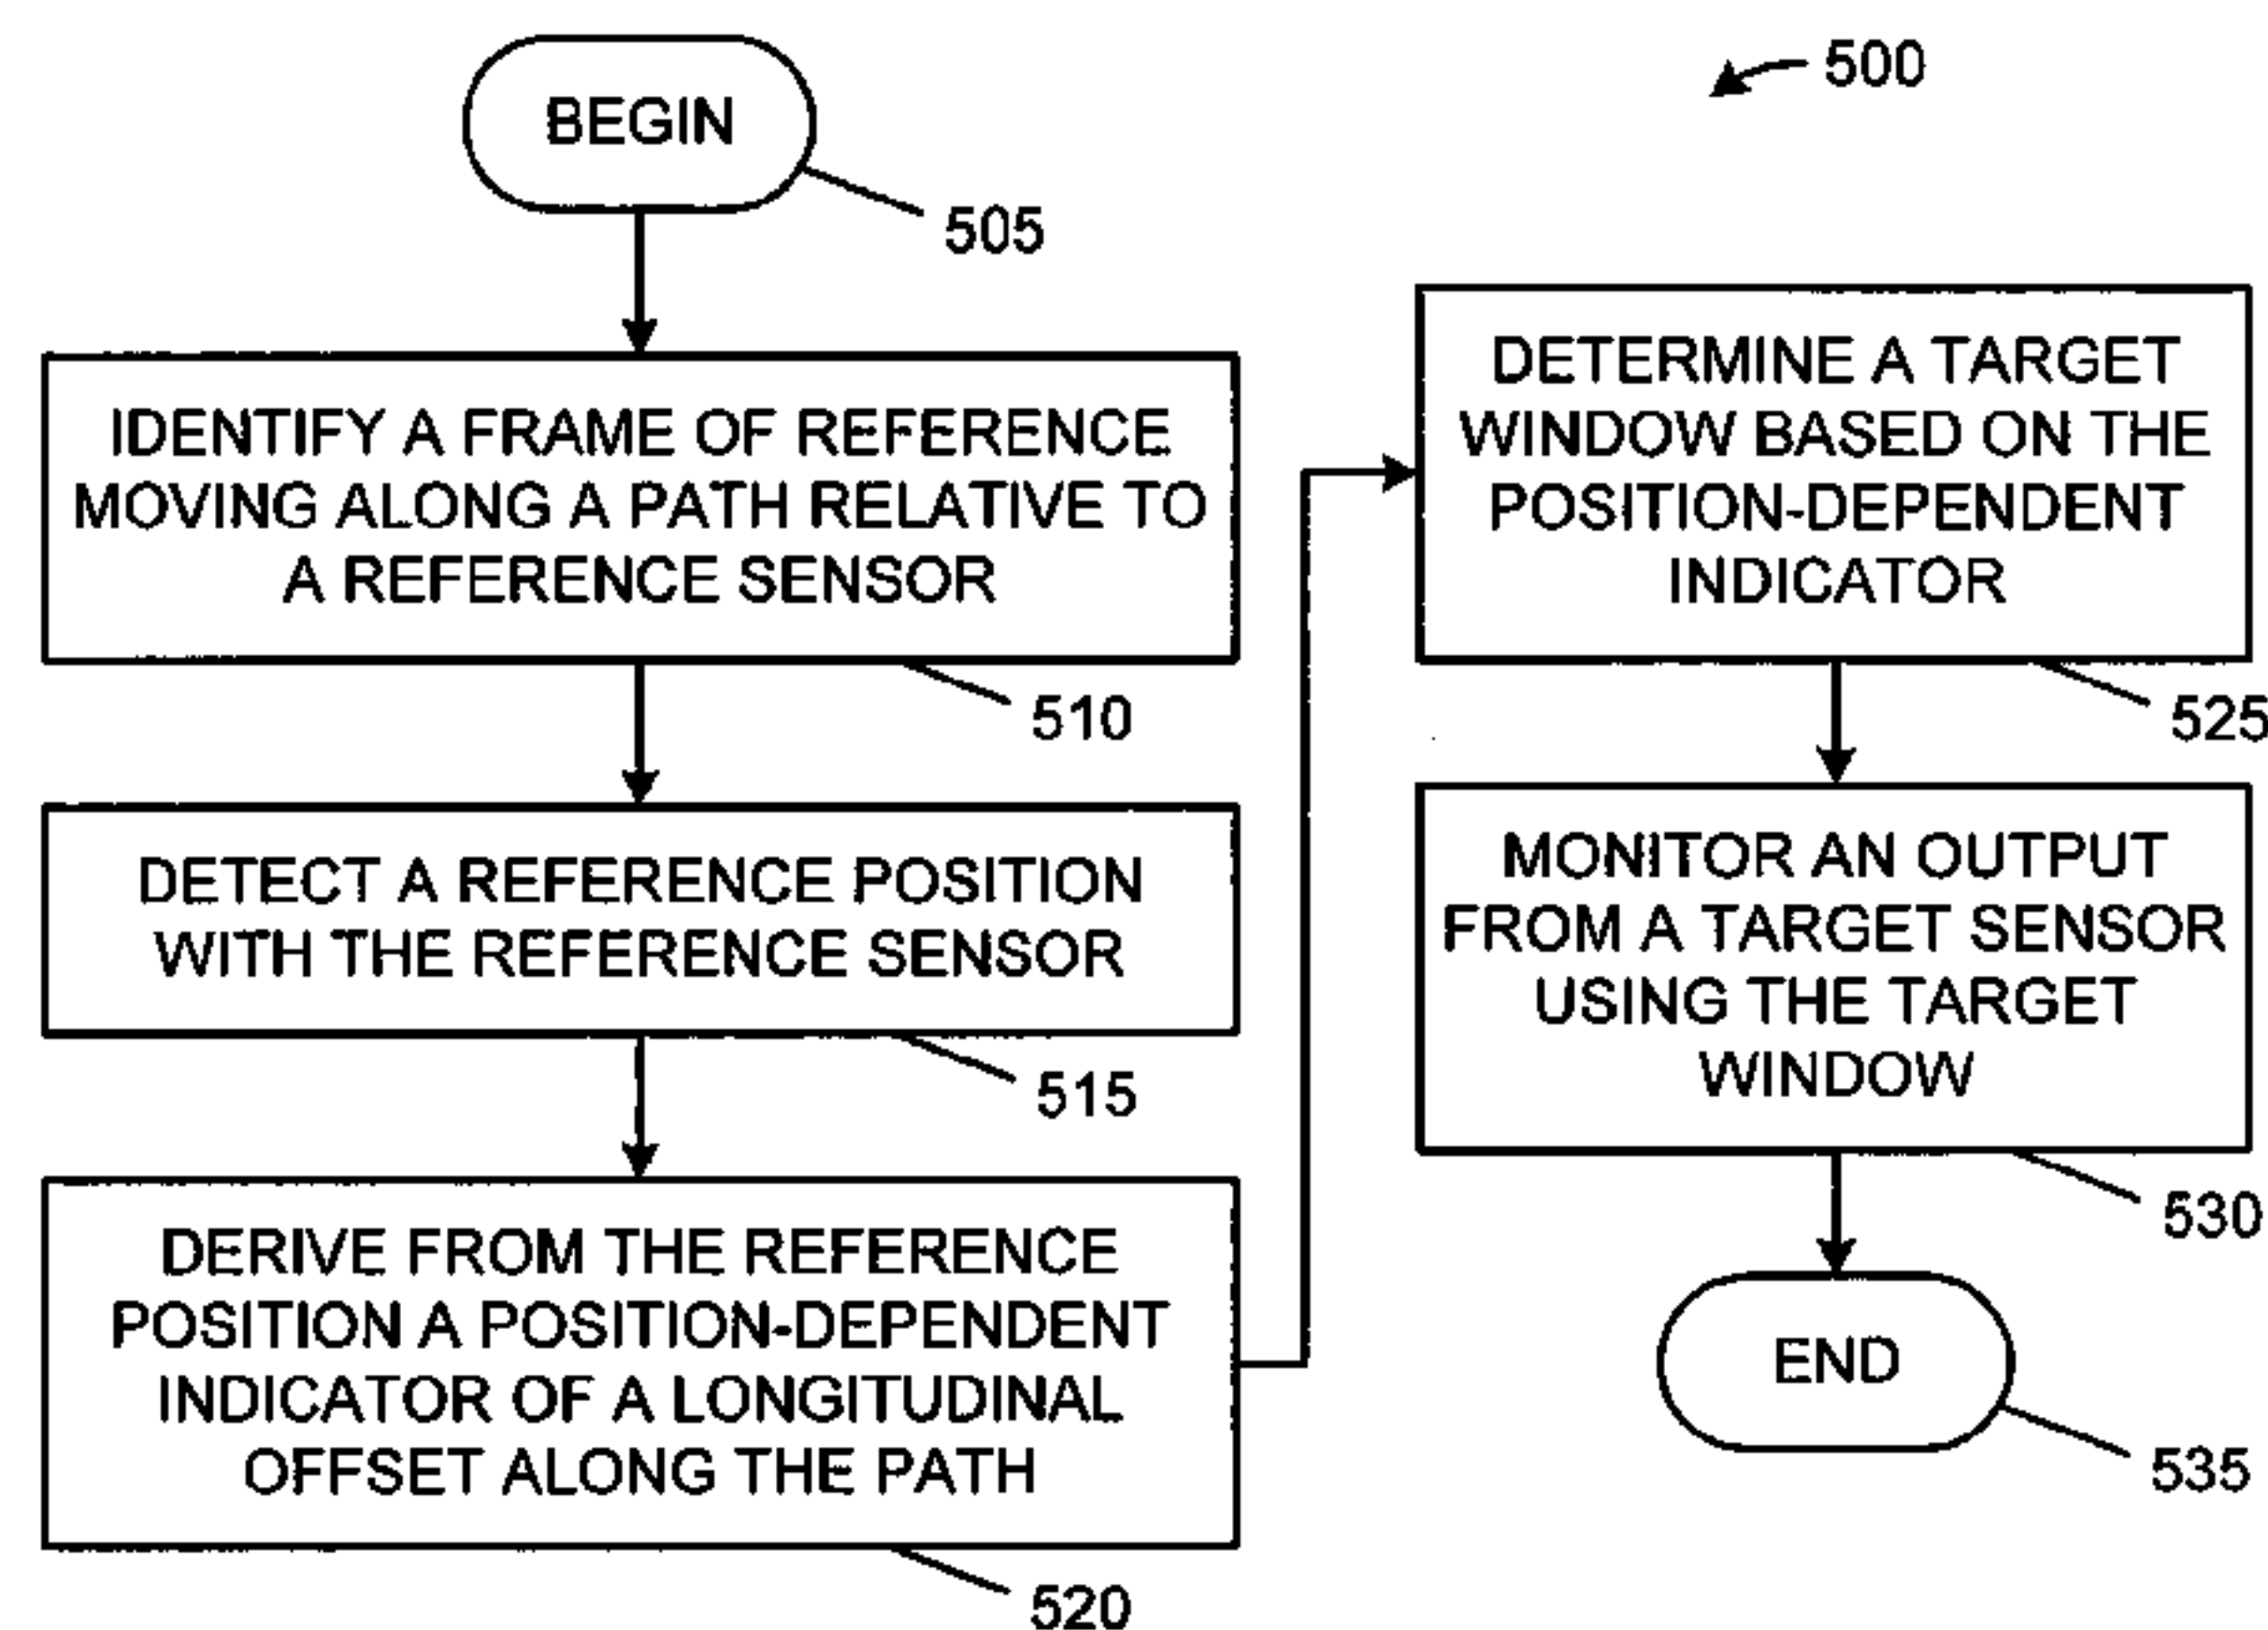 500
BEGIN
505
IDENTIFY A FRAME OF REFERENCE
MOVING ALONG A PATH RELATIVE TO
A REFERENCE SENSOR
510
DETECT A REFERENCE POSITION
WITH THE REFERENCE SENSOR
515
DERIVE FROM THE REFERENCE
POSITION A POSITION-DEPENDENT
INDICATOR OF A LONGITUDINAL
OFFSET ALONG THE PATH
520
DETERMINE A TARGET
WINDOW BASED ON THE
POSITION-DEPENDENT
INDICATOR
525
MONITOR AN OUTPUT
FROM A TARGET SENSOR
USING THE TARGET
WINDOW
530
END
535